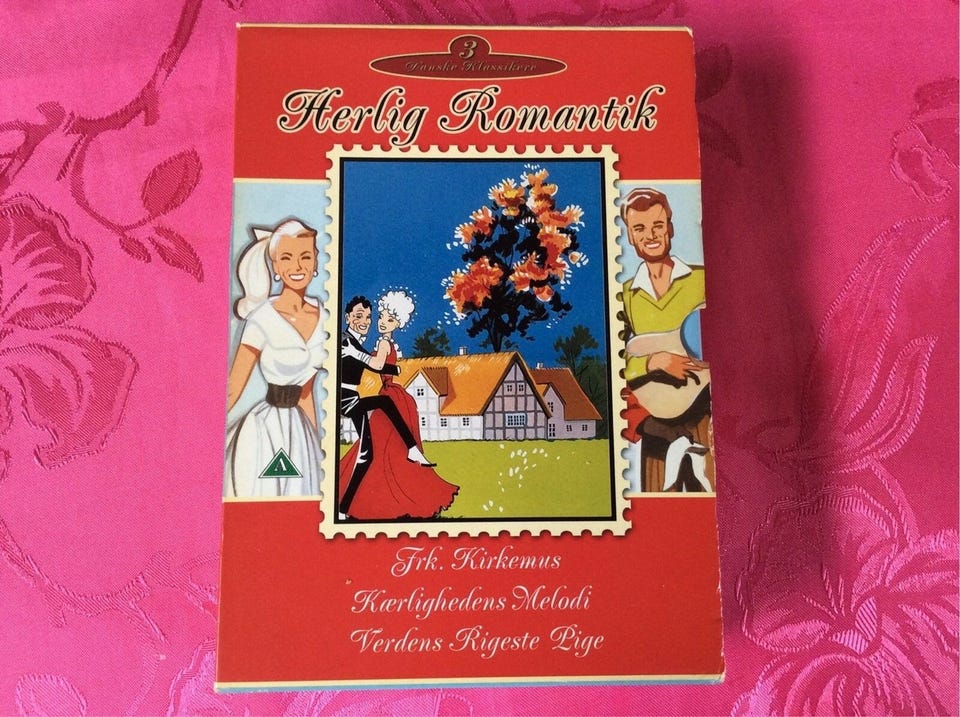 3
Danske Klassikere
Herlig Romantik
A
Frk. Kirkemus
Kærlighedens Melodi
Verdens Rigeste Pige